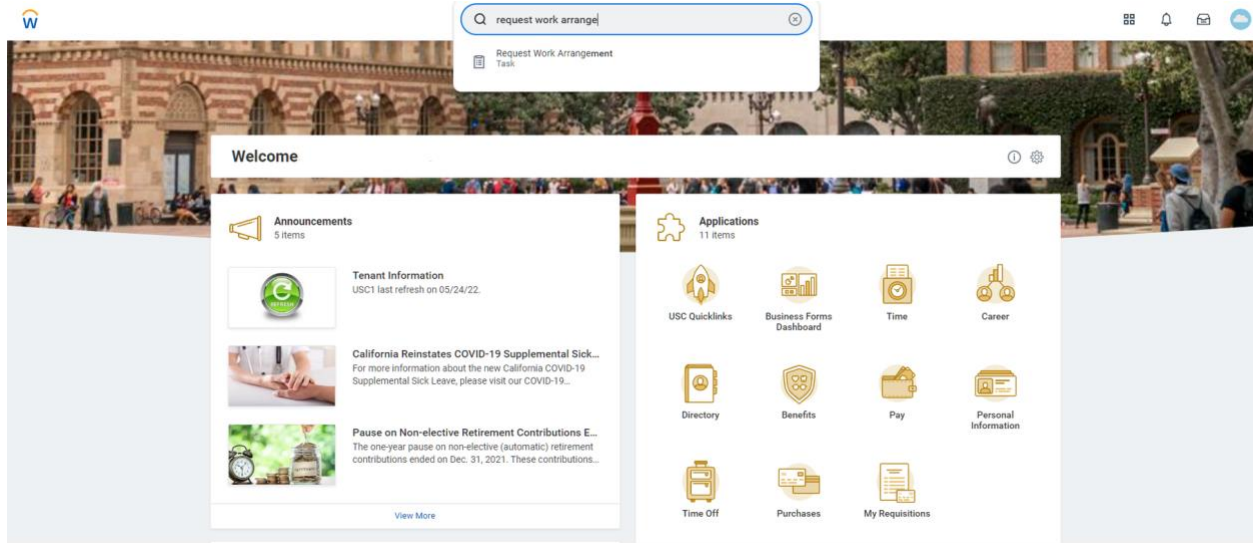 request work arrange
Request Work Arrangement
Task
Welcome
Announcements
5 items
Tenant Information
USC1 last refresh on 05/24/22.
California Reinstates COVID-19 Supplemental Sick...
For more information about the new California COVID-19
Supplemental Sick Leave, please visit our COVID-19...
Pause on Non-elective Retirement Contributions E...
The one-year pause on non-elective (automatic) retirement
contributions ended on Dec. 31, 2021. These contributions...
View More
Applications
11 items
USC Quicklinks
Business Forms
Dashboard
Time
Career
Directory
Benefits
Pay
Personal
Information
Time Off
Purchases
My Requisitions
REFRESH